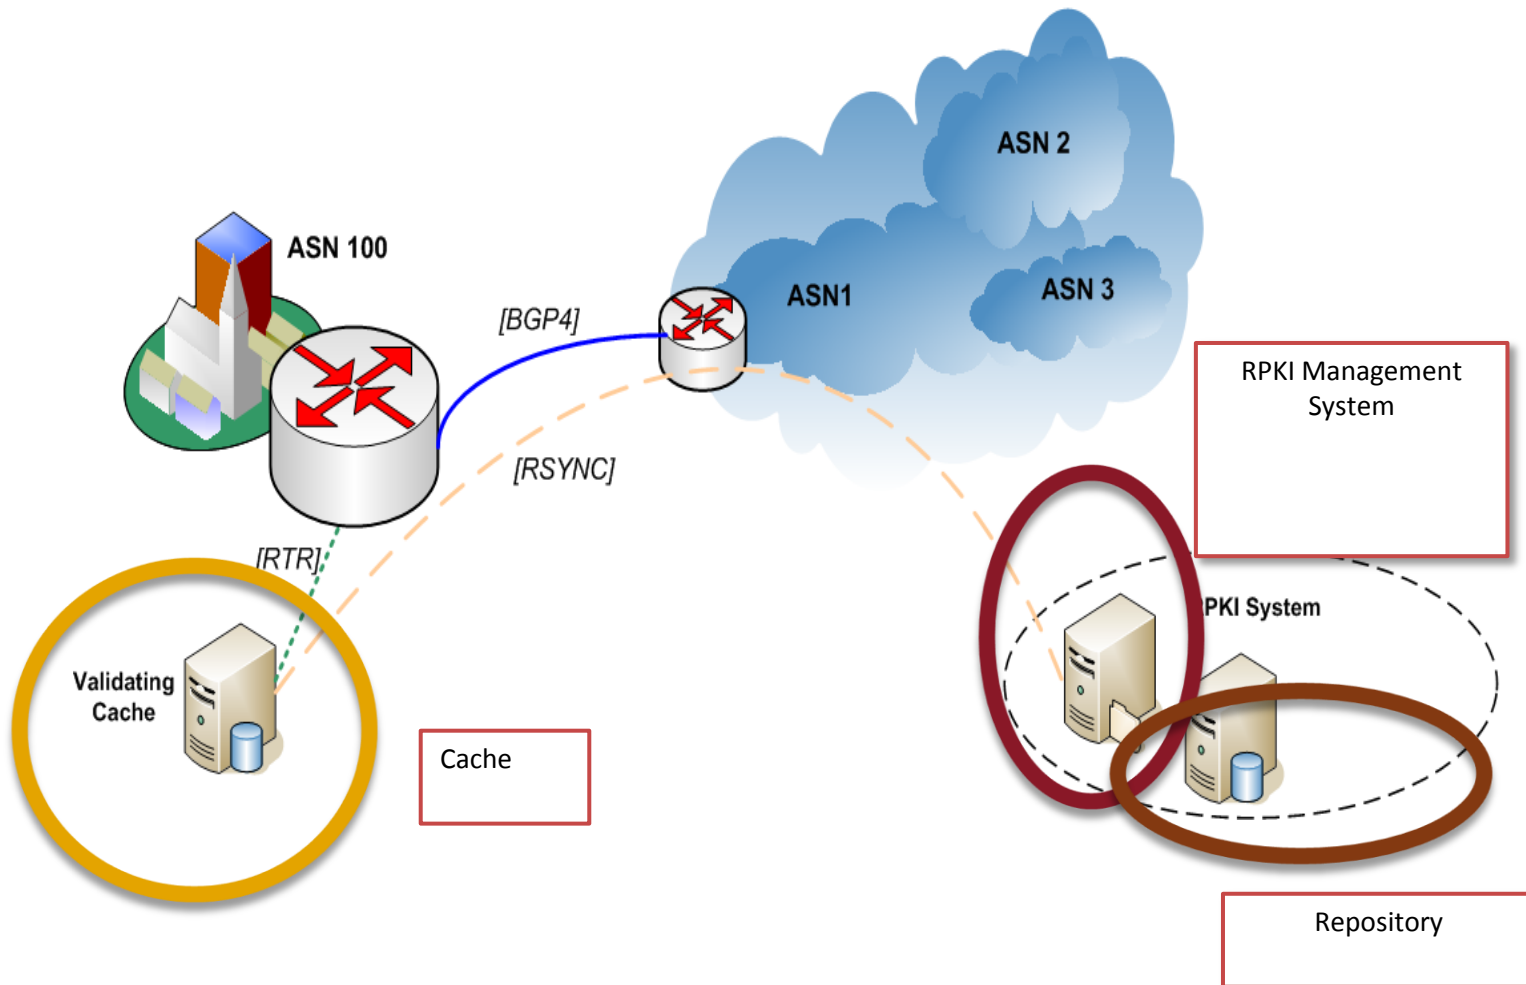 ASN 2
ASN 100
ASN1
ASN 3
[BGP4]
RPKI Management
System
[RSYNC]
[RTR]
PKI System
Validating
Cache
Cache
Repository